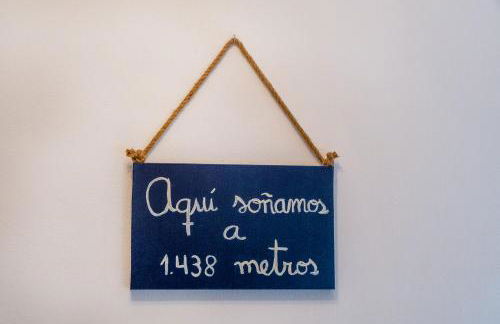 Aquí soñamos
a
1.438 metros